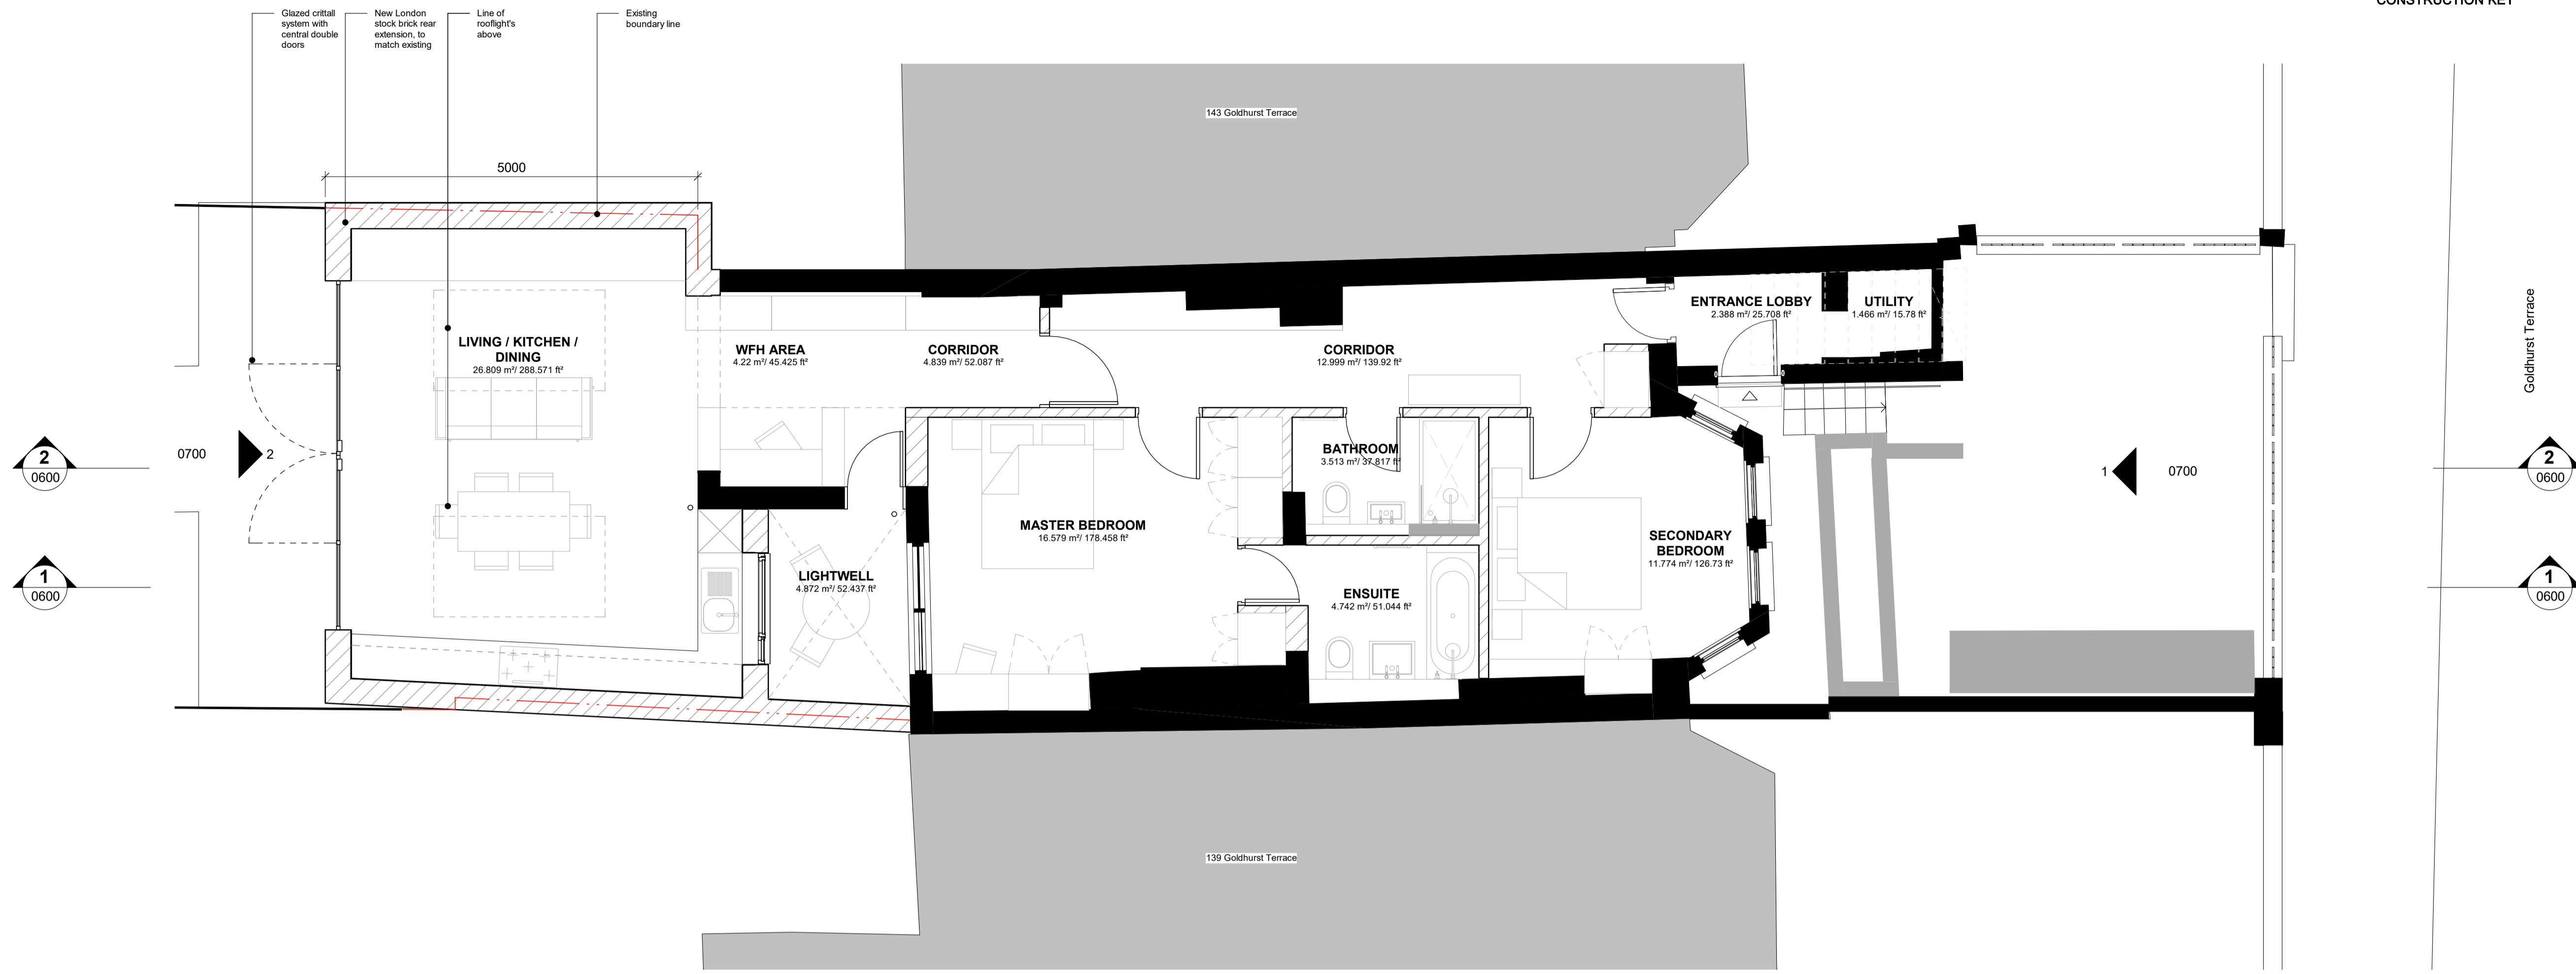 CONSTRUCTION KEY
Glazed crittall
system with
central double
doors
New London
stock brick rear
extension, to
match existing
Line of
rooflight's
above
Existing
boundary line
143 Goldhurst Terrace
5000
ENTRANCE LOBBY
2.388 m²/ 25.708 ft²
UTILITY
1.466 m²/ 15.78 ft²
LIVING / KITCHEN /
DINING
26.809 m²/ 288.571 ft²
WFH AREA
4.22 m²/ 45.425 ft²
CORRIDOR
4.839 m²/ 52.087 ft²
CORRIDOR
12.999 m²/ 139.92 ft²
Goldhurst Terrace
2
0600
0700
2
BATHROOM
3.513 m²/ 37.817 ft²
1
0700
2
0600
MASTER BEDROOM
16.579 m²/ 178.458 ft²
SECONDARY
BEDROOM
11.774 m²/ 126.73 ft²
1
0600
LIGHTWELL
4.872 m²/ 52.437 ft²
ENSUITE
4.742 m²/ 51.044 ft²
1
0600
139 Goldhurst Terrace